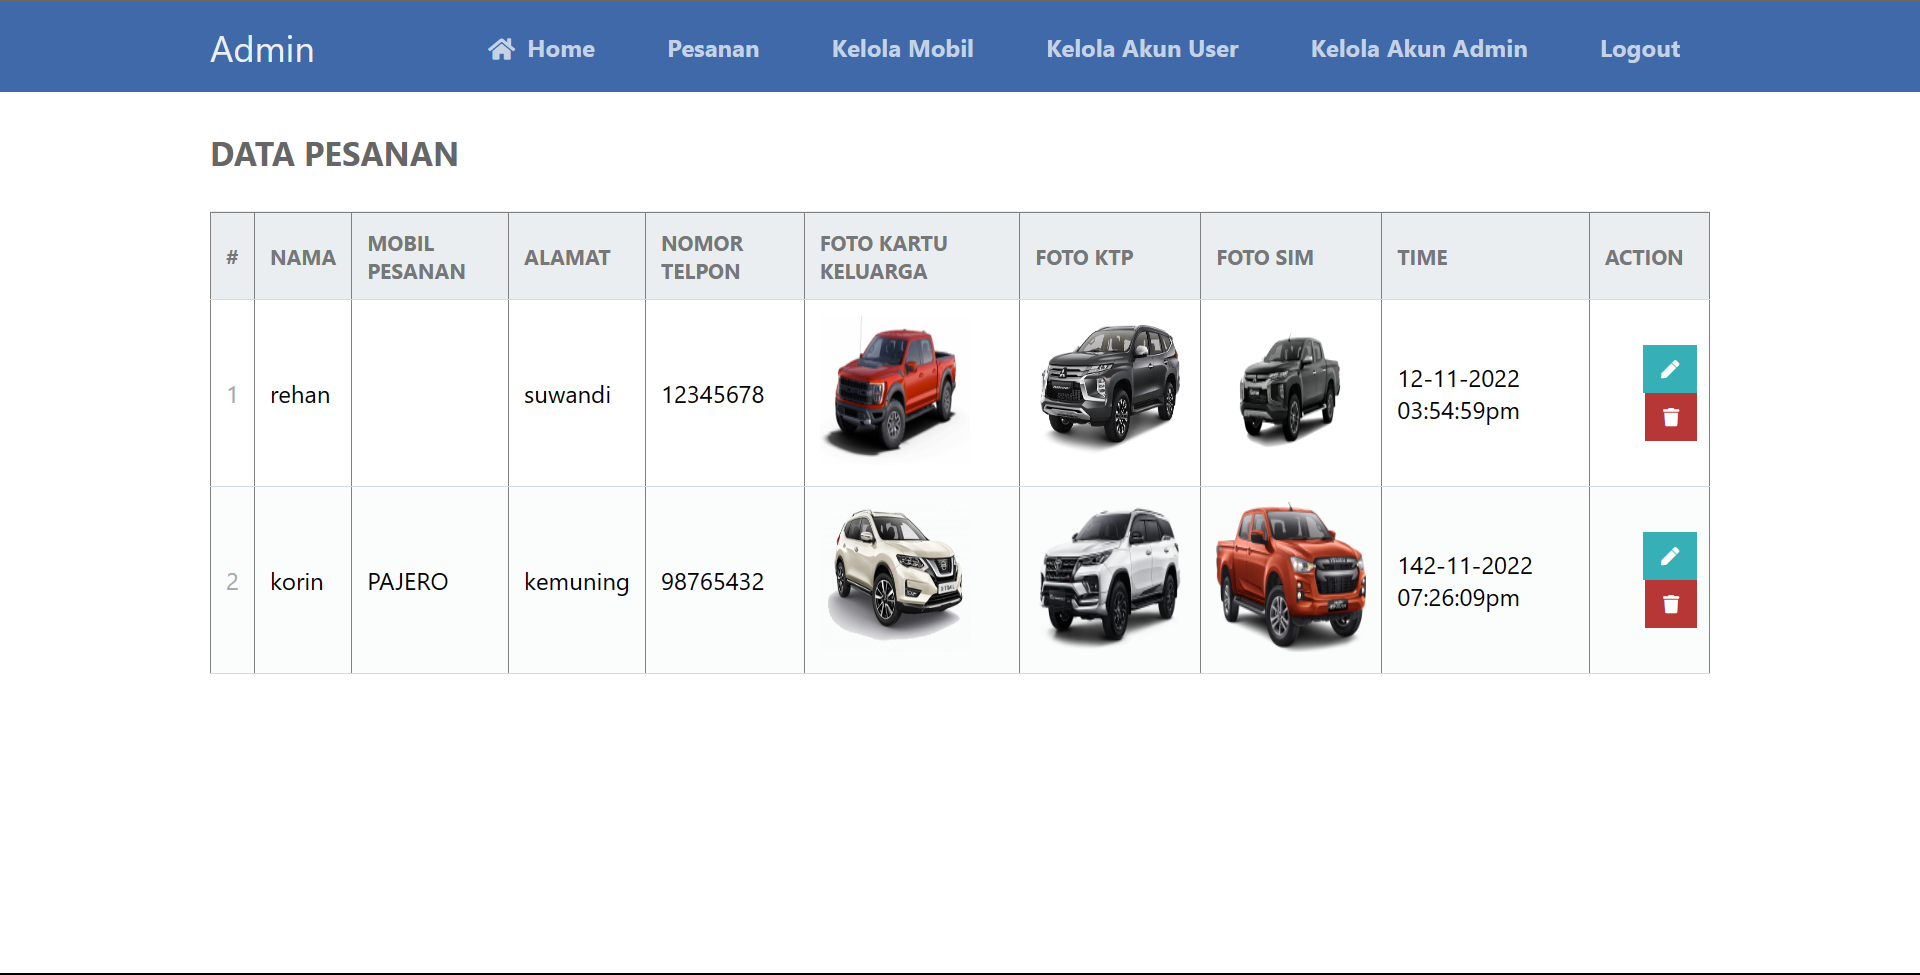 Admin
Home
Pesanan
Kelola Mobil
Kelola Akun User
Kelola Akun Admin
Logout
DATA PESANAN
#
NAMA
MOBIL
PESANAN
ALAMAT
NOMOR
TELPON
FOTO KARTU
KELUARGA
FOTO KTP
FOTO SIM
TIME
ACTION
1
rehan
suwandi
12345678
12-11-2022
03:54:59pm
2
korin
PAJERO
kemuning
98765432
142-11-2022
07:26:09pm